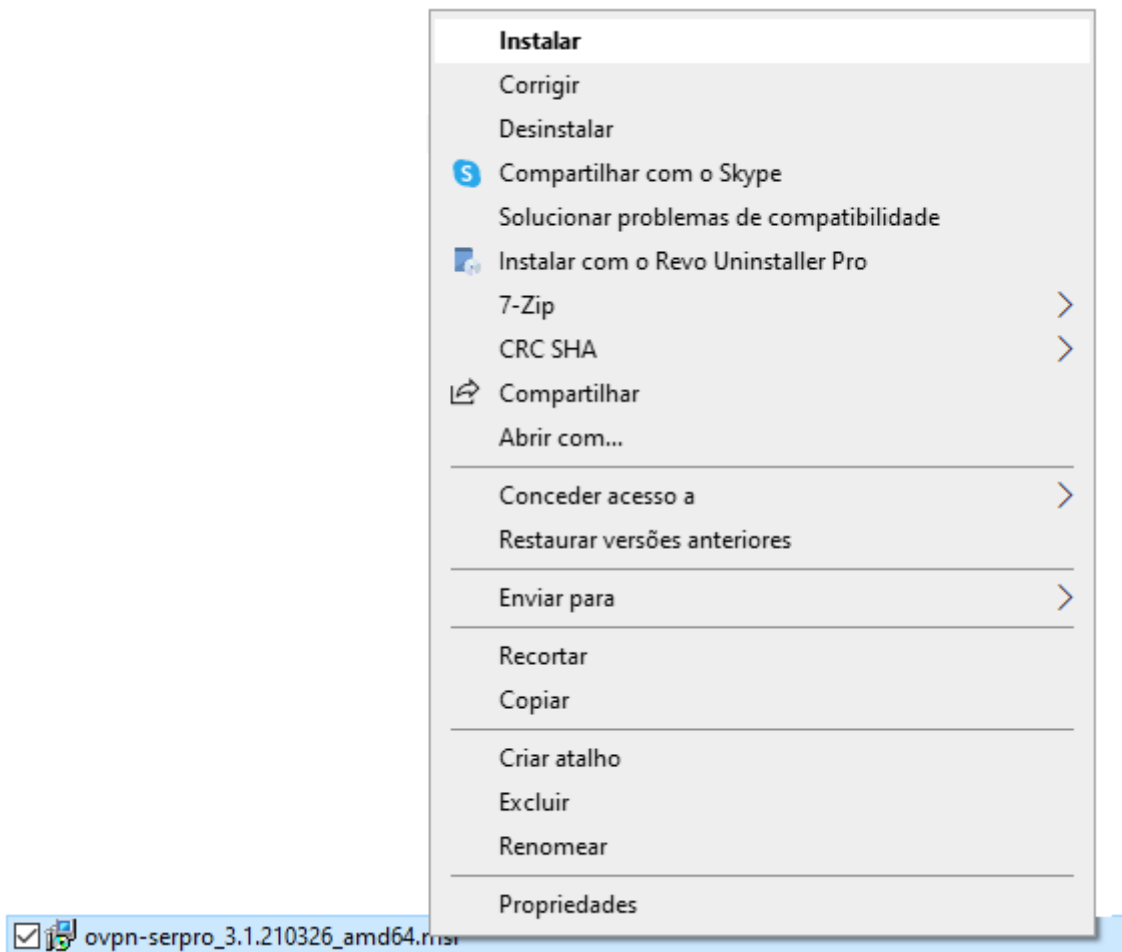 Instalar
Corrigir
Desinstalar
Compartilhar com o Skype
Solucionar problemas de compatibilidade
Instalar com o Revo Uninstaller Pro
7-Zip
CRC SHA
Compartilhar
Abrir com...
Conceder acesso a
Restaurar versões anteriores
Enviar para
Recortar
Copiar
Criar atalho
Excluir
Renomear
Propriedades
ovpn-serpro_3.1.210326_amd64.msi